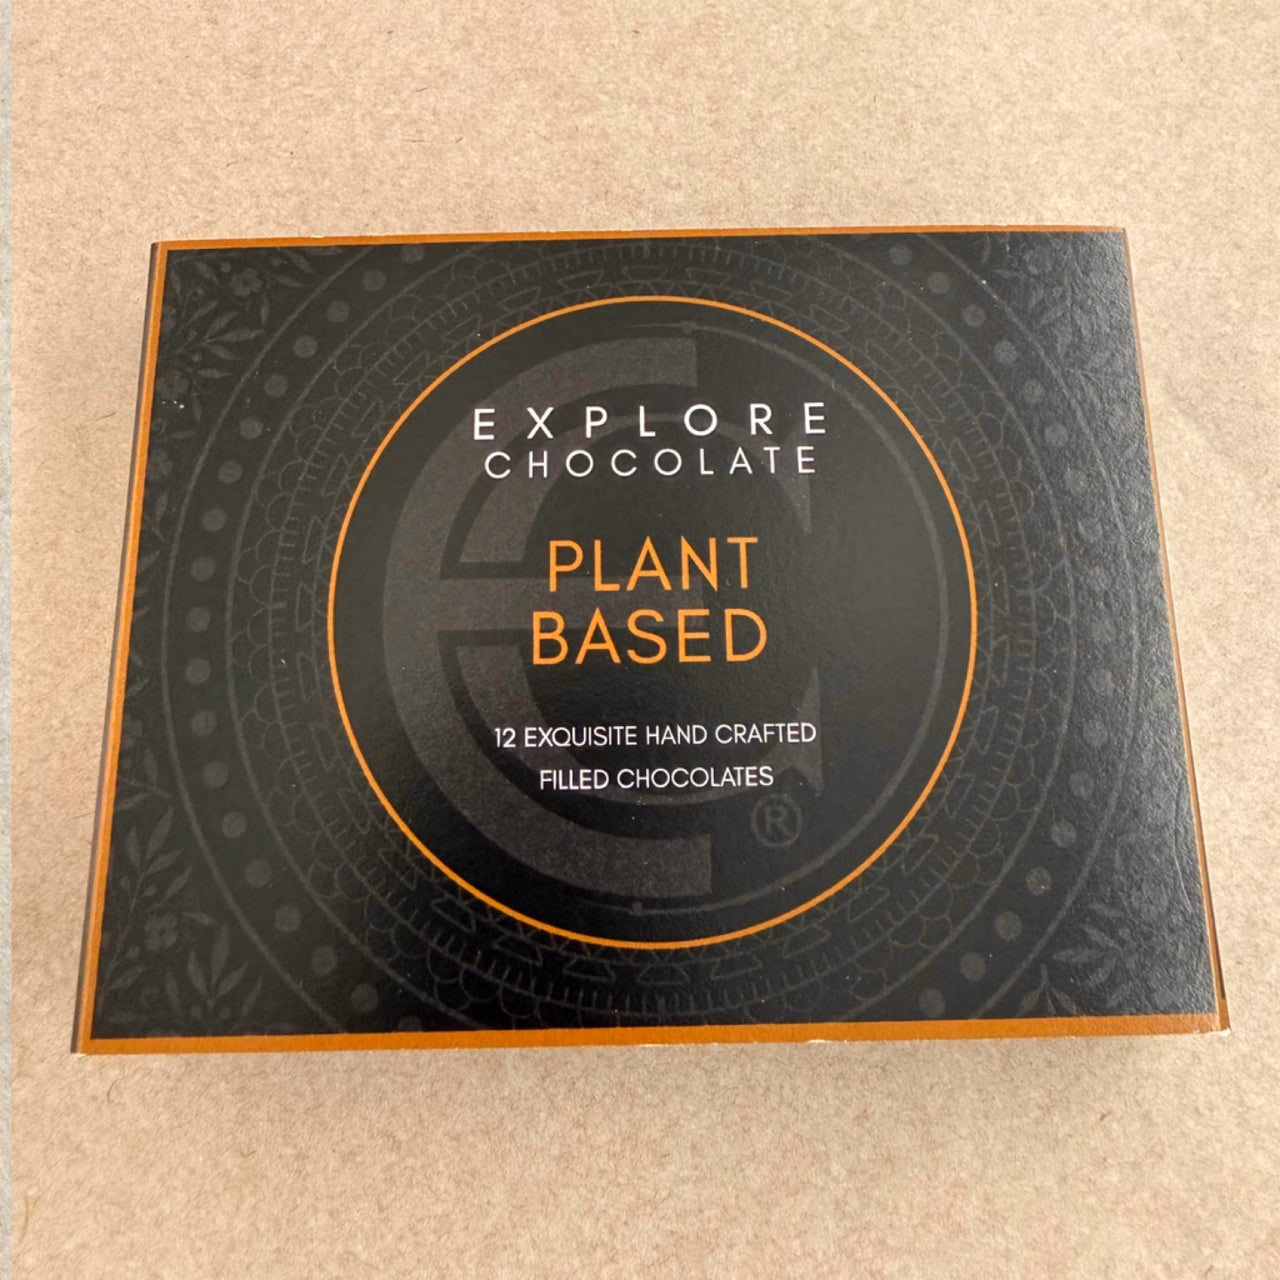 EXPLORE
CHOCOLATE
PLANT
BASED
12 EXQUISITE HAND CRAFTED
FILLED CHOCOLATES
®